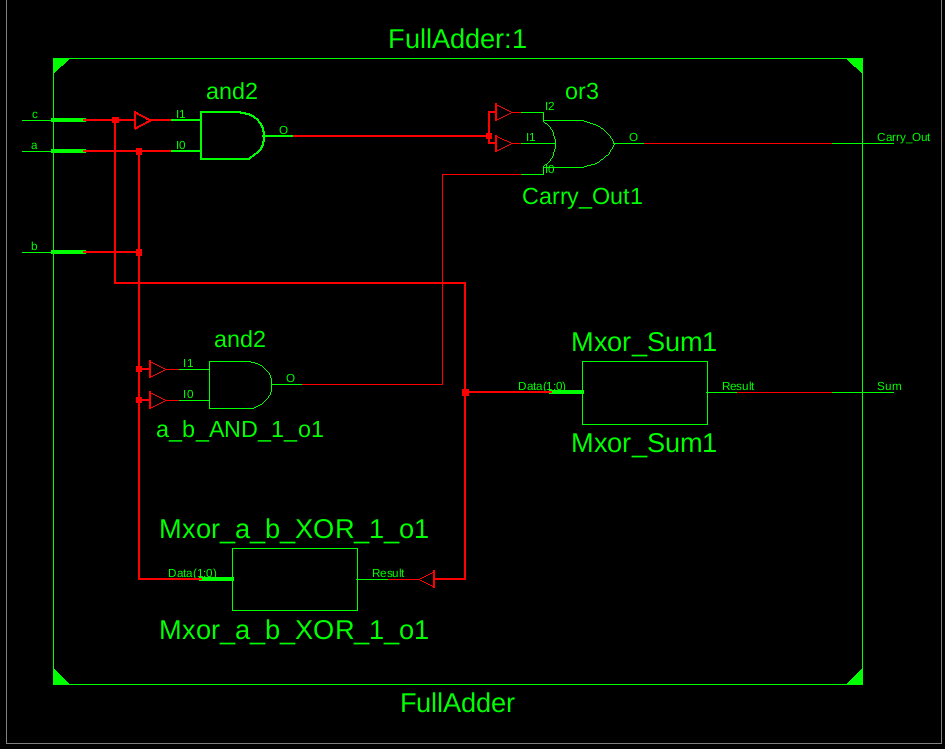 FullAdder:1
and2
or3
c
I1
O
I2
I1
O
Carry_Out
a
I0
I0
Carry_Out1
b
and2
Mxor_Sum1
I1
O
I0
Data(1:0)
Result
Sum
a_b_AND_1_o1
Mxor_Sum1
Mxor_a_b_XOR_1_o1
Data(1:0)
Result
Mxor_a_b_XOR_1_o1
FullAdder